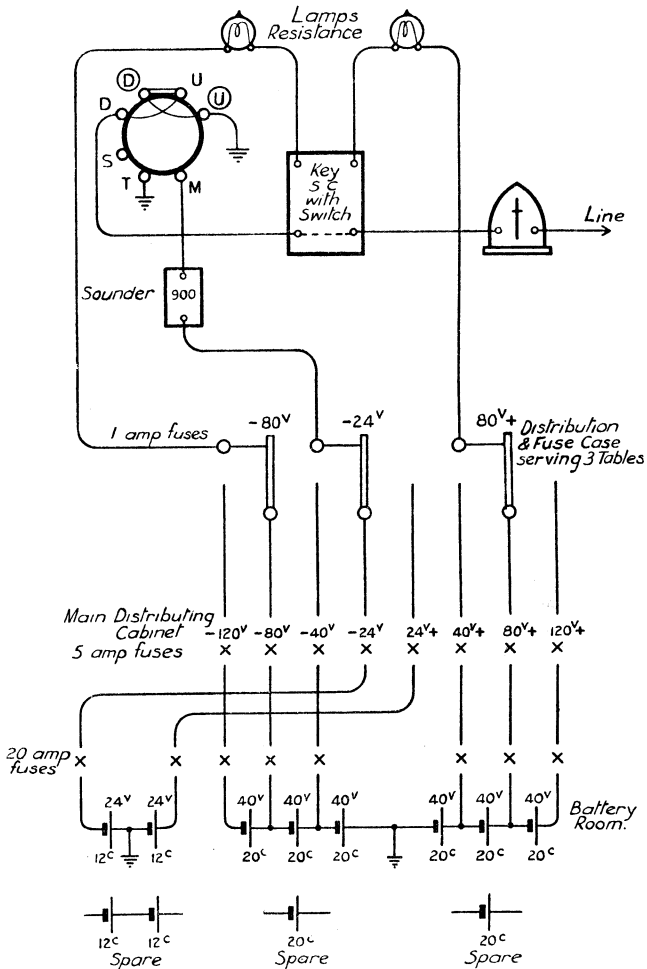 Lamps
Resistance
D U
D U
S
T M
Key
S C
with
Switch
Line
Sounder 900
-80V -24V 80V+
1 amp fuses
Distribution
& Fuse Case
serving 3 Tables
Main Distributing
Cabinet
5 amp fuses
-120V -80V -40V -24V 24V+ 40V+ 80V+ 120V+
20 amp
fuses
24V 24V 40V 40V 40V 40V 40V 40V
Battery
Room.
12C 12C 20C 20C 20C 20C 20C 20C
12C 12C 20C 20C
Spare Spare Spare